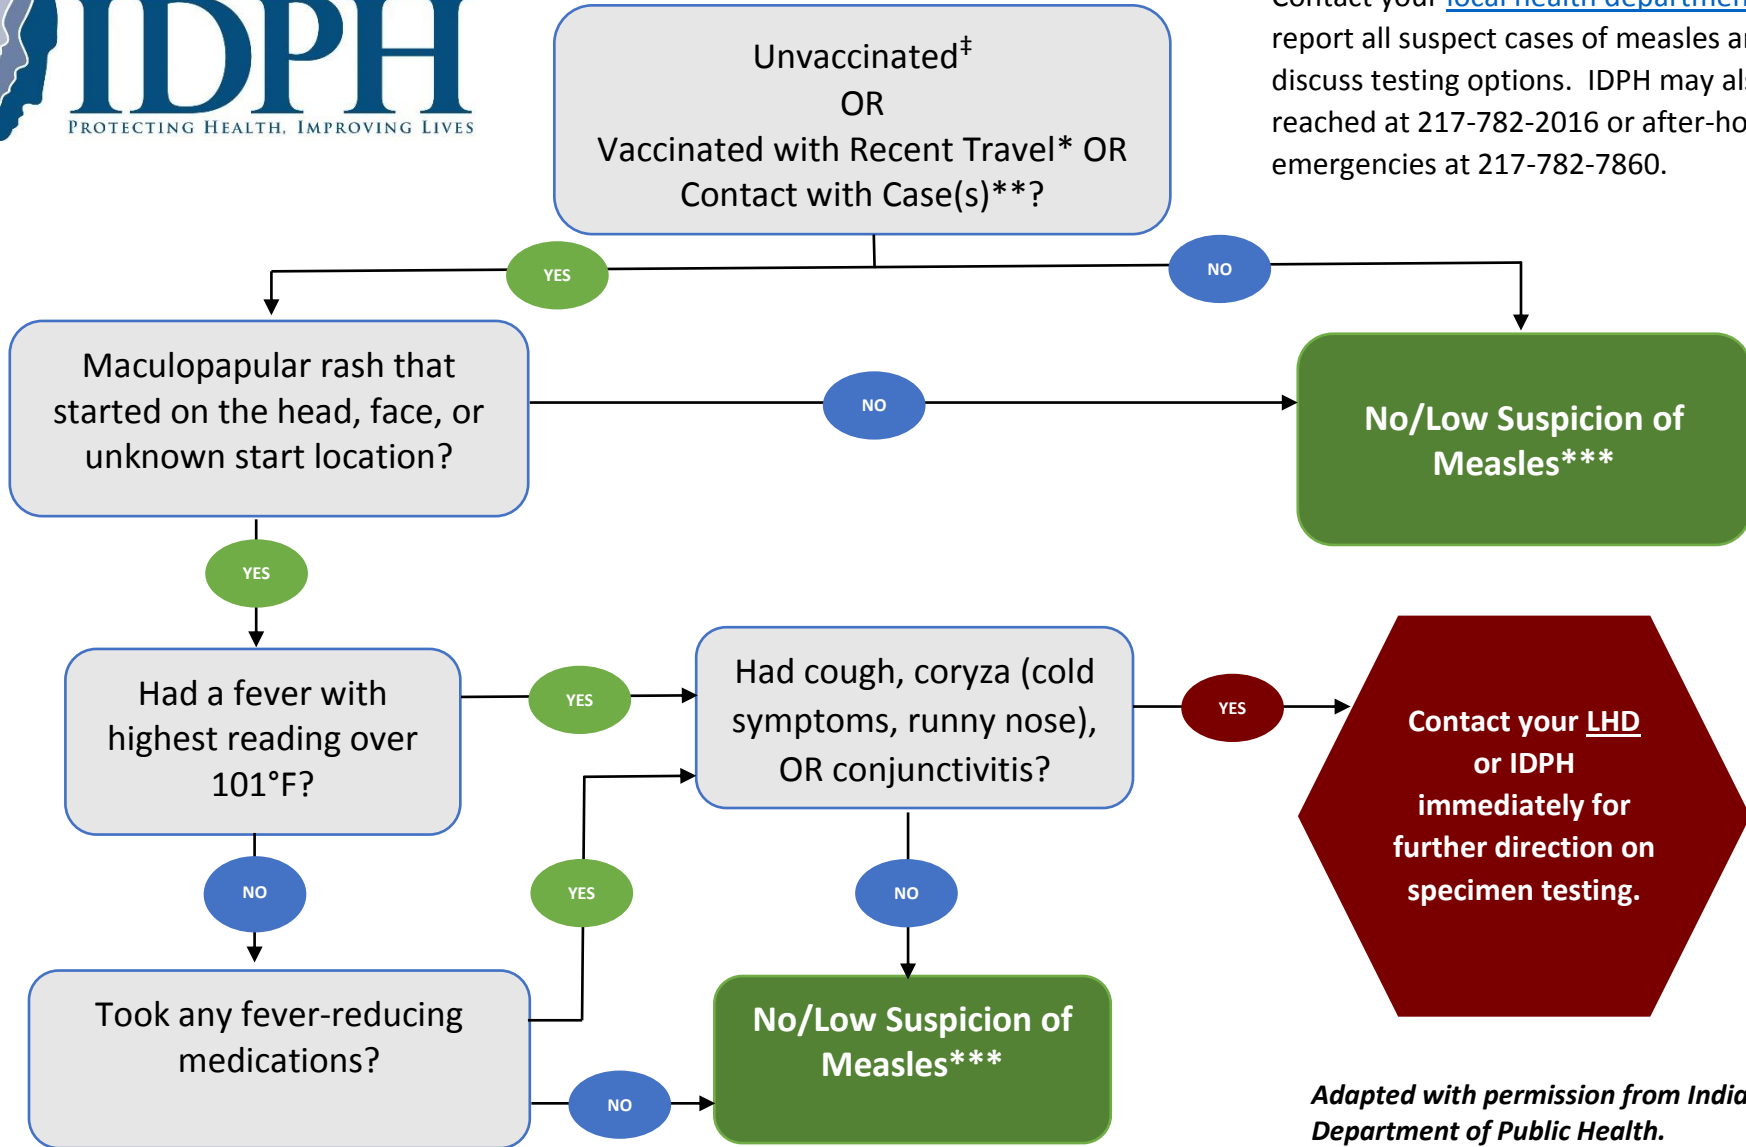 IDPH
PROTECTING HEALTH, IMPROVING LIVES
Contact your local health department
report all suspect cases of measles
discuss testing options. IDPH may
reached at 217-782-2016 or
emergencies at 217-782-7860.
Unvaccinated‡
OR
Vaccinated with Recent Travel* OR
Contact with Case(s)**?
YES
NO
Maculopapular rash that
started on the head, face, or
unknown start location?
NO
No/Low Suspicion of
Measles***
YES
Had a fever with
highest reading over
101°F?
YES
Had cough, coryza (cold
symptoms, runny nose),
OR conjunctivitis?
YES
Contact your LHD
or IDPH
immediately for
further direction on
specimen testing.
NO
YES
NO
Took any fever-reducing
medications?
NO
No/Low Suspicion of
Measles***
Adapted with permission from
Department of Public Health.